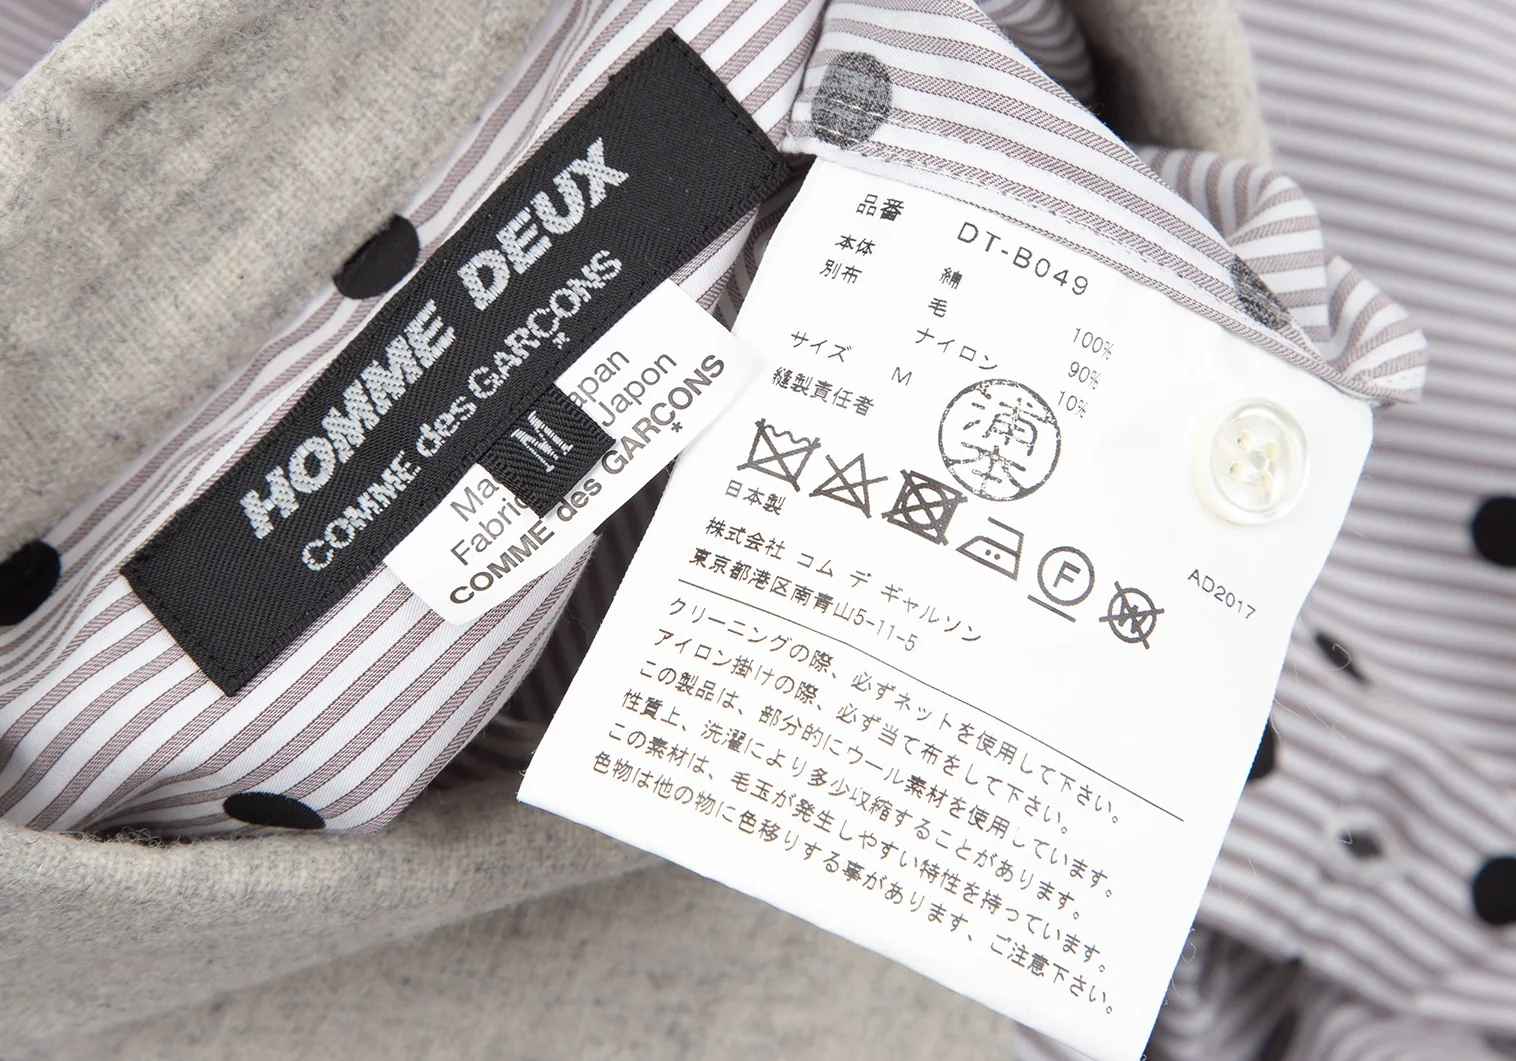 HOMME DEUX
COMME des GARÇONS
*
M
apan
Japon
Ma
Fabric
COMME des GARÇONS
*
品番 DT-B049
本体 綿 100%
別布 毛 90%
ナイロン 10%
サイズ M
縫製責任者
浦本
F
W
日本製
AD2017
株式会社 コム デ ギャルソン
東京都港区南青山5-11-5
クリーニングの際、必ずネットを使用して下さい。
アイロン掛けの際、必ず当て布をして下さい。
この製品は、部分的にウール素材を使用しています。
性質上、洗濯により多少収縮することがあります。
この素材は、毛玉が発生しやすい特性を持っています。
色物は他の物に色移りする事があります、ご注意下さい。